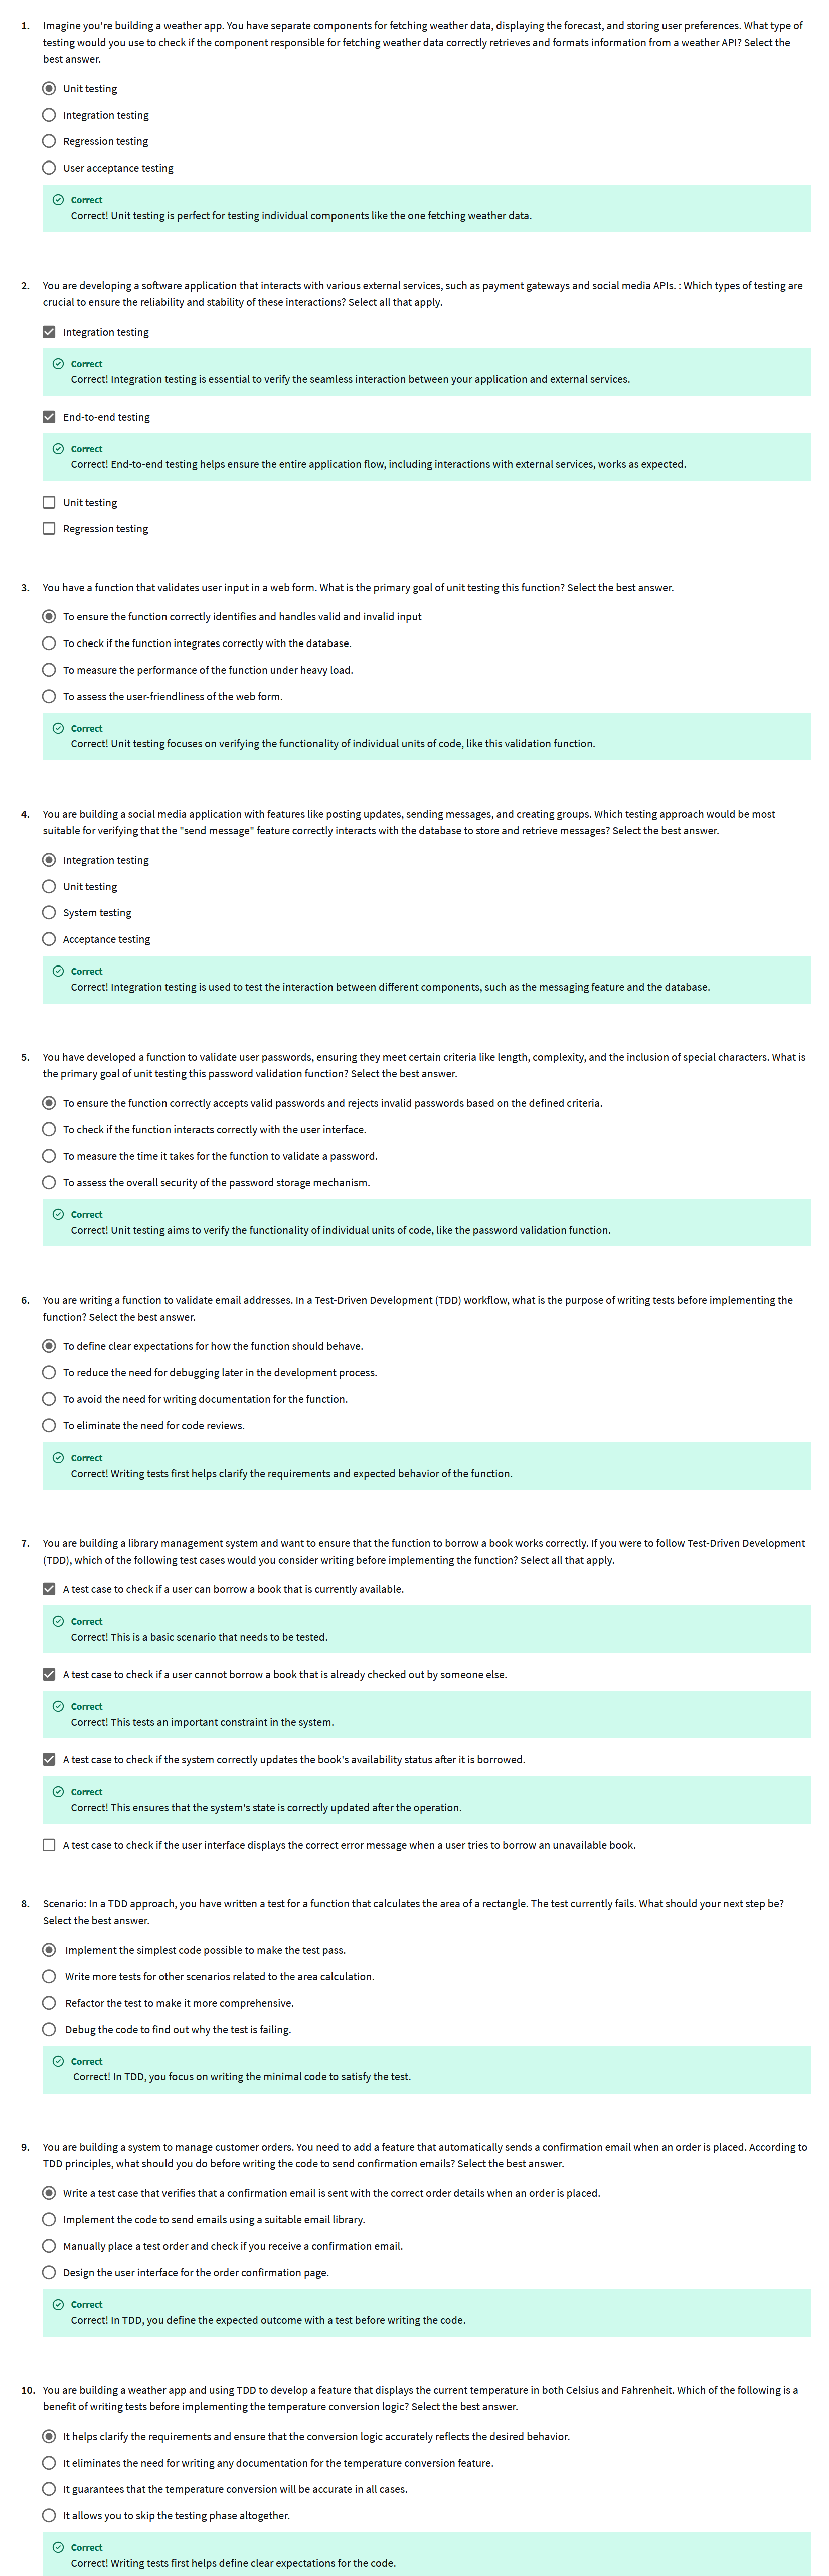 1. Imagine you're building a weather app. You have separate components for fetching weather data, displaying the forecast, and storing user preferences. What type of
testing would you use to check if the component responsible for fetching weather data correctly retrieves and formats information from a weather API? Select the
best answer.
Unit testing
Integration testing
Regression testing
User acceptance testing
Correct
Correct! Unit testing is perfect for testing individual components like the one fetching weather data.
2. You are developing a software application that interacts with various external services, such as payment gateways and social media APIs. : Which types of testing are
crucial to ensure the reliability and stability of these interactions? Select all that apply.
Integration testing
Correct
Correct! Integration testing is essential to verify the seamless interaction between your application and external services.
End-to-end testing
Correct
Correct! End-to-end testing helps ensure the entire application flow, including interactions with external services, works as expected.
Unit testing
Regression testing
3. You have a function that validates user input in a web form. What is the primary goal of unit testing this function? Select the best answer.
To ensure the function correctly identifies and handles valid and invalid input
To check if the function integrates correctly with the database.
To measure the performance of the function under heavy load.
To assess the user-friendliness of the web form.
Correct
Correct! Unit testing focuses on verifying the functionality of individual units of code, like this validation function.
4. You are building a social media application with features like posting updates, sending messages, and creating groups. Which testing approach would be most
suitable for verifying that the "send message" feature correctly interacts with the database to store and retrieve messages? Select the best answer.
Integration testing
Unit testing
System testing
Acceptance testing
Correct
Correct! Integration testing is used to test the interaction between different components, such as the messaging feature and the database.
5. You have developed a function to validate user passwords, ensuring they meet certain criteria like length, complexity, and the inclusion of special characters. What is
the primary goal of unit testing this password validation function? Select the best answer.
To ensure the function correctly accepts valid passwords and rejects invalid passwords based on the defined criteria.
To check if the function interacts correctly with the user interface.
To measure the time it takes for the function to validate a password.
To assess the overall security of the password storage mechanism.
Correct
Correct! Unit testing aims to verify the functionality of individual units of code, like the password validation function.
6. You are writing a function to validate email addresses. In a Test-Driven Development (TDD) workflow, what is the purpose of writing tests before implementing the
function? Select the best answer.
To define clear expectations for how the function should behave.
To reduce the need for debugging later in the development process.
To avoid the need for writing documentation for the function.
To eliminate the need for code reviews.
Correct
Correct! Writing tests first helps clarify the requirements and expected behavior of the function.
7. You are building a library management system and want to ensure that the function to borrow a book works correctly. If you were to follow Test-Driven Development
(TDD), which of the following test cases would you consider writing before implementing the function? Select all that apply.
A test case to check if a user can borrow a book that is currently available.
Correct
Correct! This is a basic scenario that needs to be tested.
A test case to check if a user cannot borrow a book that is already checked out by someone else.
Correct
Correct! This tests an important constraint in the system.
A test case to check if the system correctly updates the book's availability status after it is borrowed.
Correct
Correct! This ensures that the system's state is correctly updated after the operation.
A test case to check if the user interface displays the correct error message when a user tries to borrow an unavailable book.
8. Scenario: In a TDD approach, you have written a test for a function that calculates the area of a rectangle. The test currently fails. What should your next step be?
Select the best answer.
Implement the simplest code possible to make the test pass.
Write more tests for other scenarios related to the area calculation.
Refactor the test to make it more comprehensive.
Debug the code to find out why the test is failing.
Correct
Correct! In TDD, you focus on writing the minimal code to satisfy the test.
9. You are building a system to manage customer orders. You need to add a feature that automatically sends a confirmation email when an order is placed. According to
TDD principles, what should you do before writing the code to send confirmation emails? Select the best answer.
Write a test case that verifies that a confirmation email is sent with the correct order details when an order is placed.
Implement the code to send emails using a suitable email library.
Manually place a test order and check if you receive a confirmation email.
Design the user interface for the order confirmation page.
Correct
Correct! In TDD, you define the expected outcome with a test before writing the code.
10. You are building a weather app and using TDD to develop a feature that displays the current temperature in both Celsius and Fahrenheit. Which of the following is a
benefit of writing tests before implementing the temperature conversion logic? Select the best answer.
It helps clarify the requirements and ensure that the conversion logic accurately reflects the desired behavior.
It eliminates the need for writing any documentation for the temperature conversion feature.
It guarantees that the temperature conversion will be accurate in all cases.
It allows you to skip the testing phase altogether.
Correct
Correct! Writing tests first helps define clear expectations for the code.